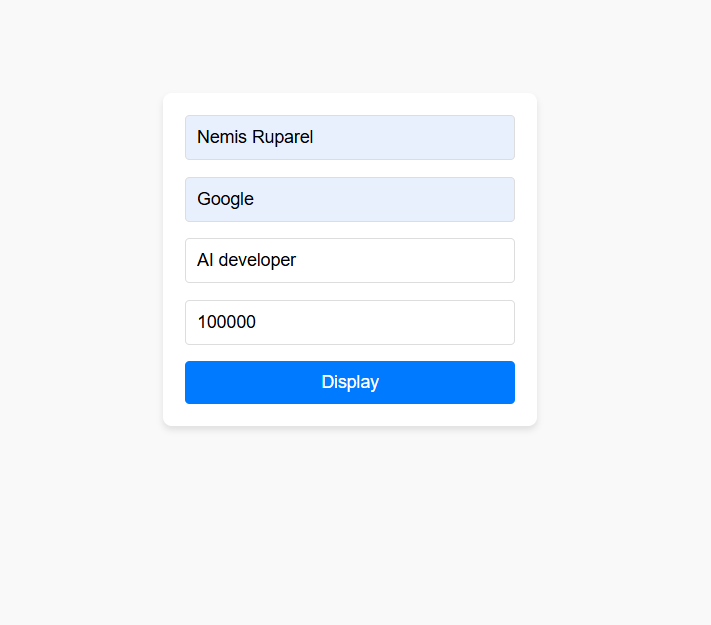 Nemis Ruparel
Google
AI developer
100000
Display